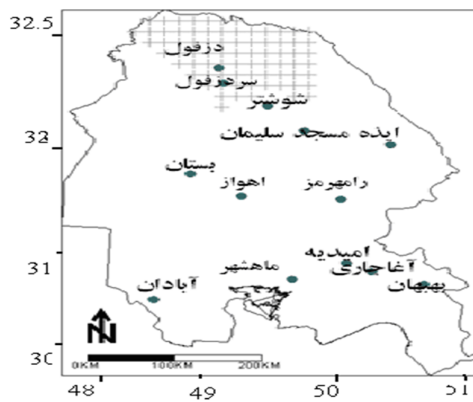 32.5
دزفول
سردزفول
شوشتر
ایذه مسجد سلیمان
32
بستان
اهواز
رامهرمز
31
امیدیه
ماهشهر
آغاجاری
بهبهان
آبادان
N
30
0KM 100KM 200KM
48 49 50 51